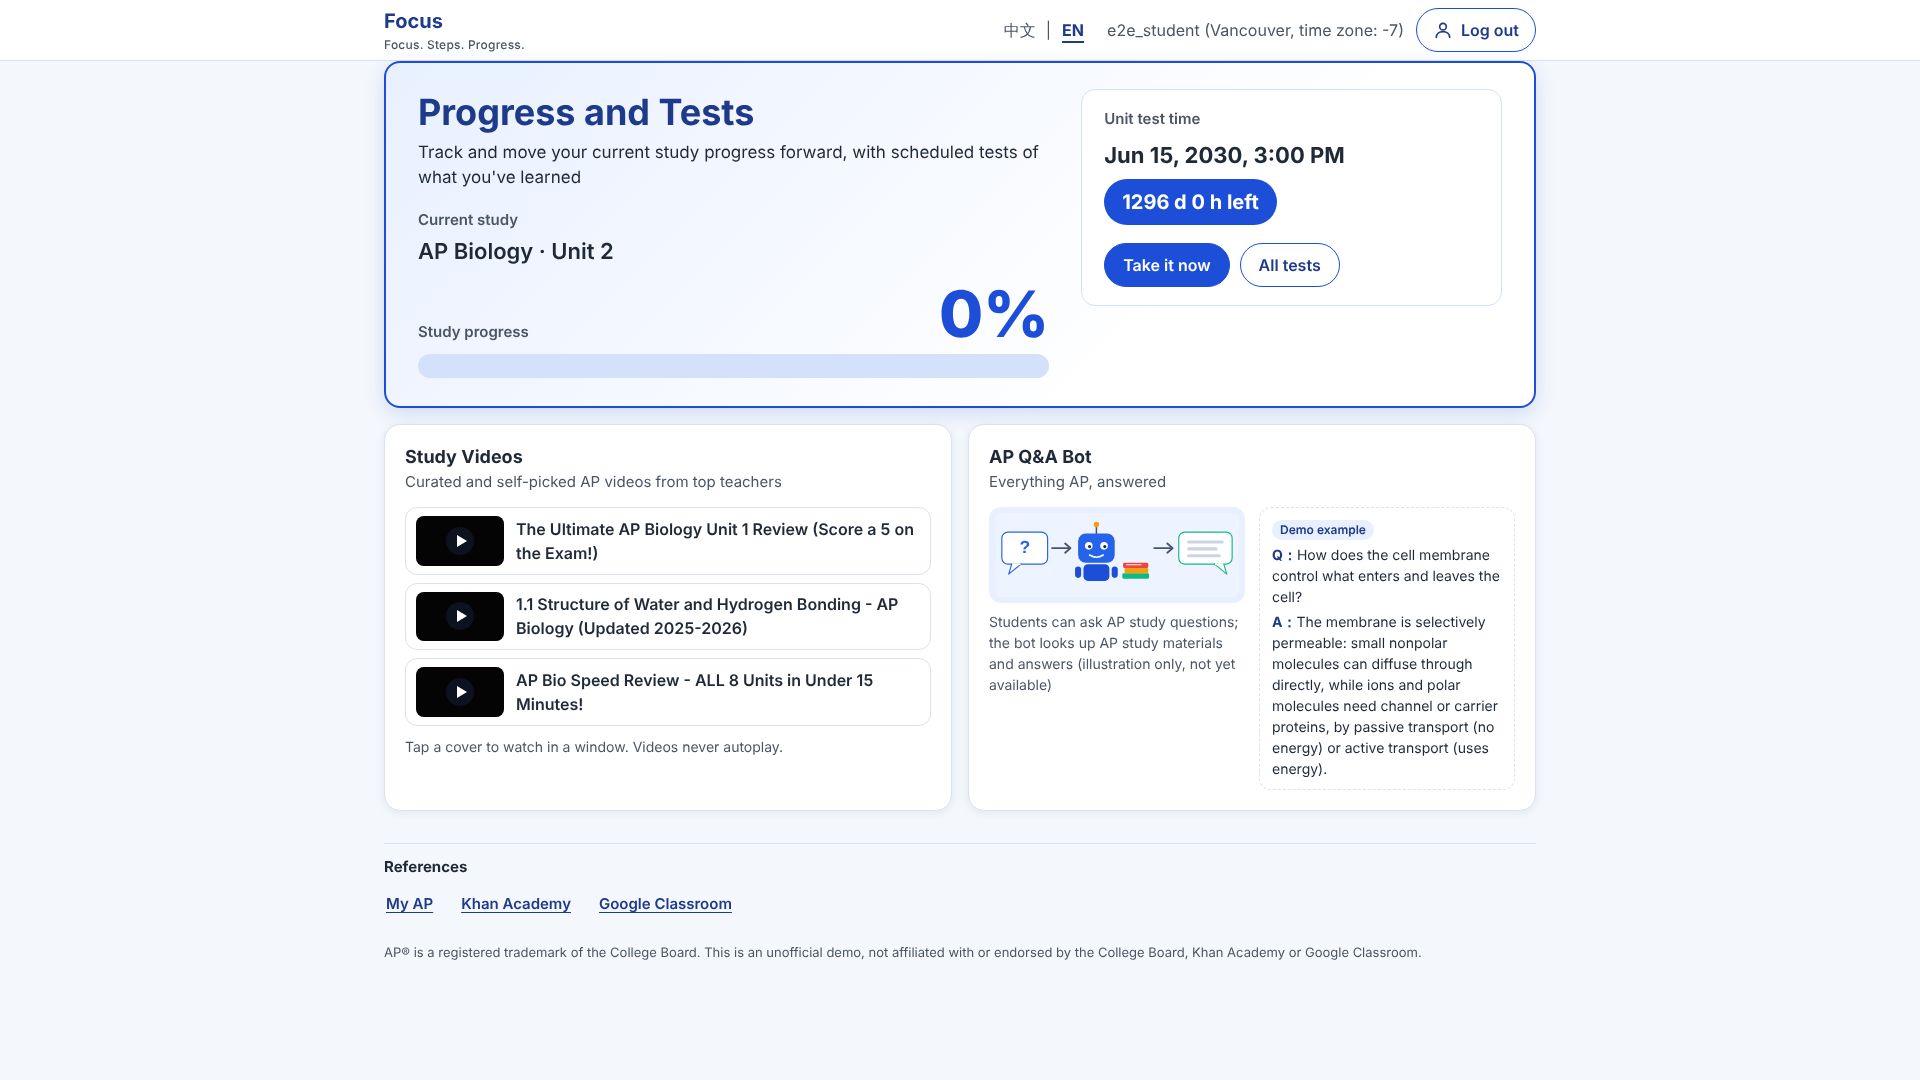 Focus
Focus. Steps. Progress.
中文 | EN e2e_student (Vancouver, time zone: -7) Log out
Progress and Tests
Track and move your current study progress forward, with scheduled tests of
what you've learned
Current study
AP Biology · Unit 2
Study progress
0%
Unit test time
Jun 15, 2030, 3:00 PM
1296 d 0 h left
Take it now All tests
Study Videos
Curated and self-picked AP videos from top teachers
The Ultimate AP Biology Unit 1 Review (Score a 5 on
the Exam!)
1.1 Structure of Water and Hydrogen Bonding - AP
Biology (Updated 2025-2026)
AP Bio Speed Review - ALL 8 Units in Under 15
Minutes!
Tap a cover to watch in a window. Videos never autoplay.
AP Q&A Bot
Everything AP, answered
?
Students can ask AP study questions;
the bot looks up AP study materials
and answers (illustration only, not yet
available)
Demo example
Q：How does the cell membrane
control what enters and leaves the
cell?
A：The membrane is selectively
permeable: small nonpolar
molecules can diffuse through
directly, while ions and polar
molecules need channel or carrier
proteins, by passive transport (no
energy) or active transport (uses
energy).
References
My AP Khan Academy Google Classroom
AP® is a registered trademark of the College Board. This is an unofficial demo, not affiliated with or endorsed by the College Board, Khan Academy or Google Classroom.